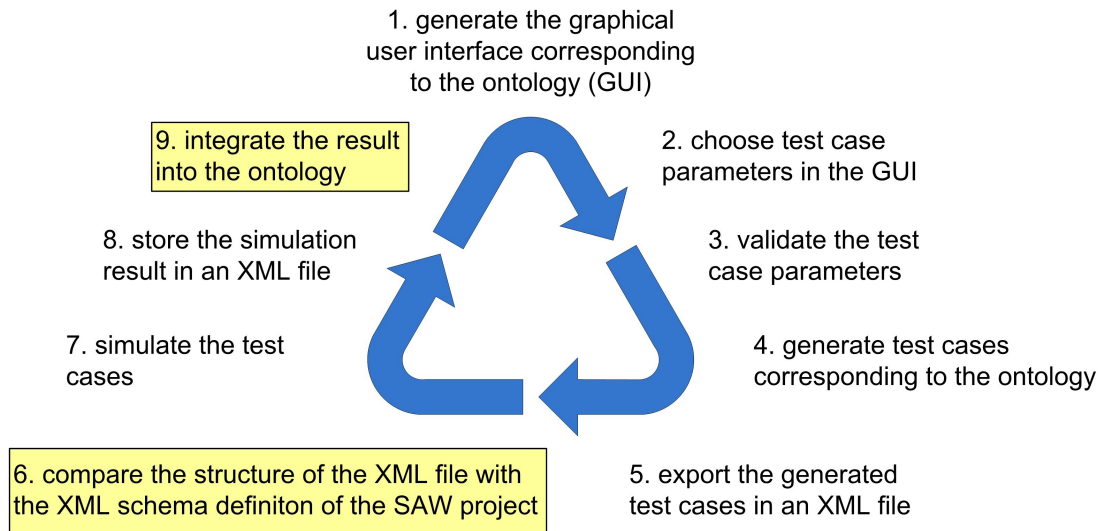 1. generate the graphical
user interface corresponding
to the ontology (GUI)
2. choose test case
parameters in the GUI
3. validate the test
case parameters
4. generate test cases
corresponding to the ontology
5. export the generated
test cases in an XML file
6. compare the structure of the XML file with
the XML schema definiton of the SAW project
7. simulate the test
cases
8. store the simulation
result in an XML file
9. integrate the result
into the ontology